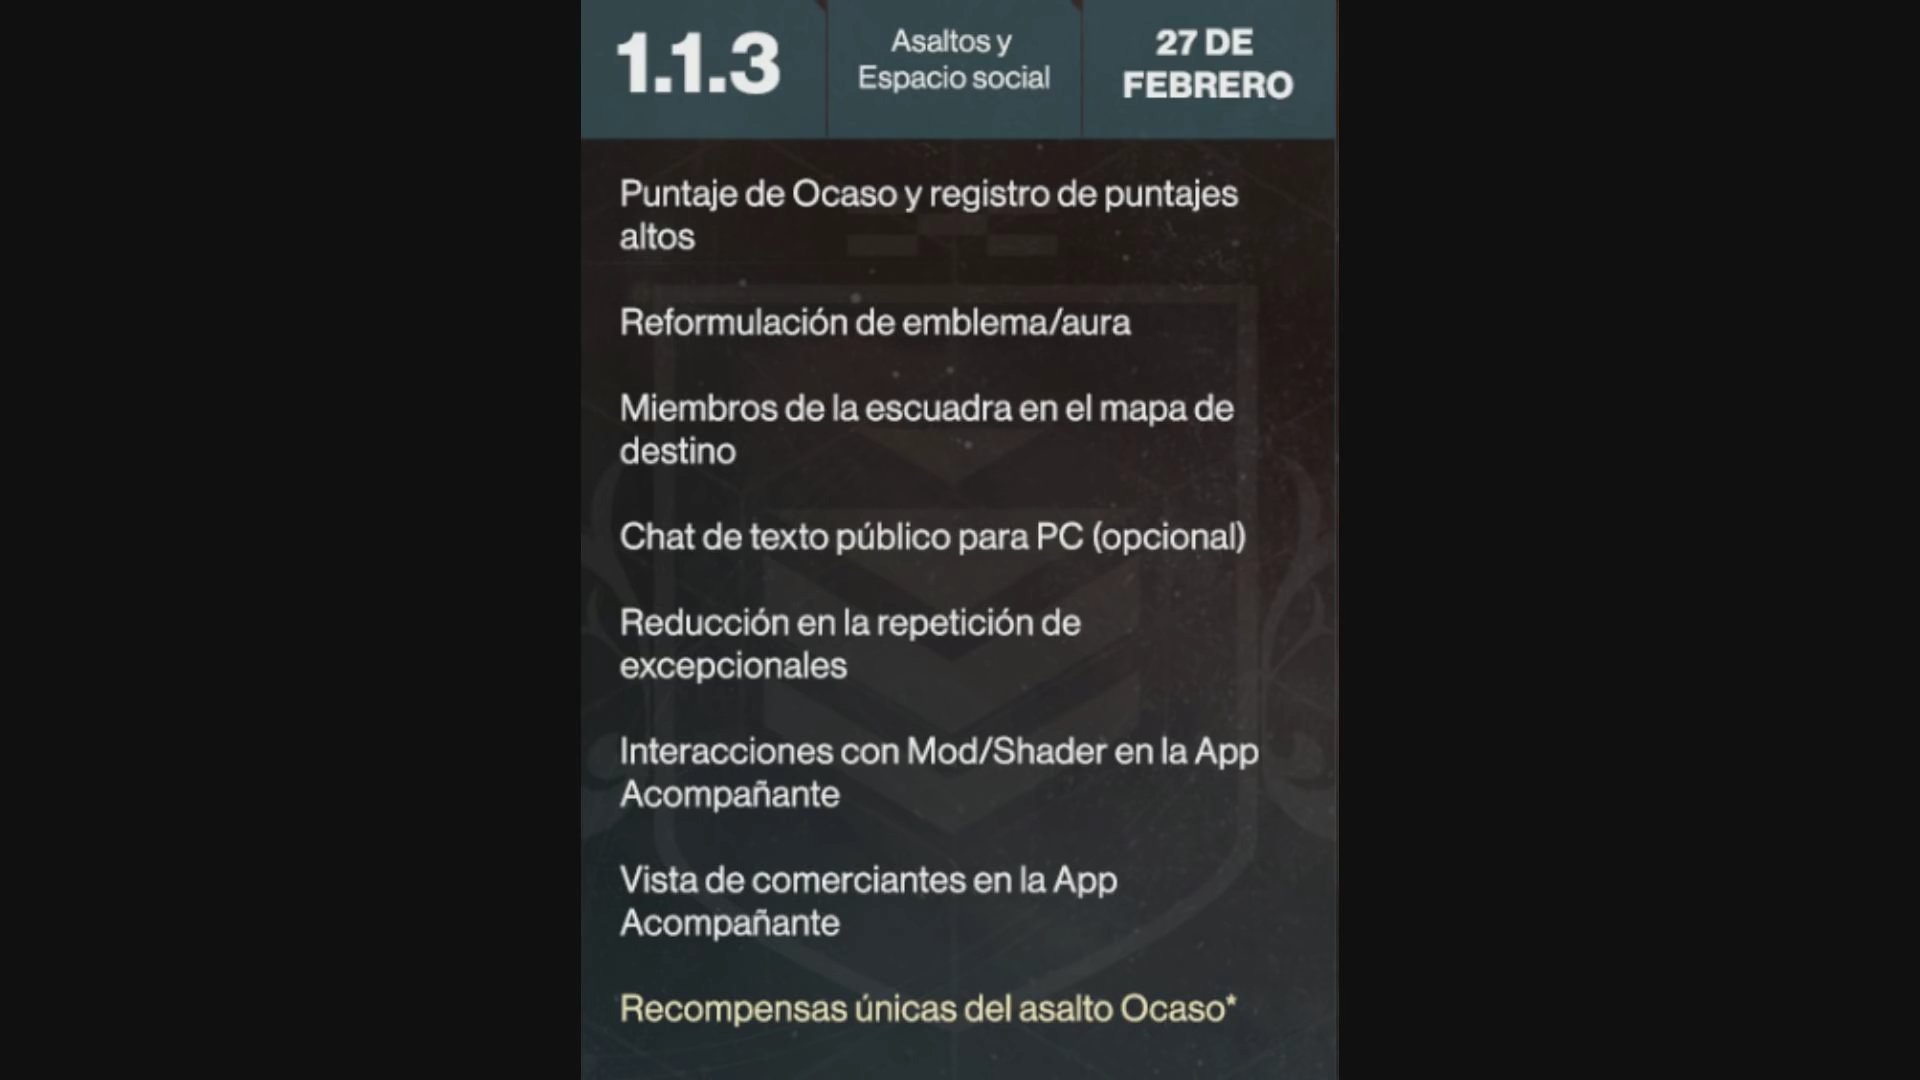 1.1.3
Asaltos y
Espacio social
27 DE
FEBRERO
Puntaje de Ocaso y registro de puntajes
altos
Reformulación de emblema/aura
Miembros de la escuadra en el mapa de
destino
Chat de texto público para PC (opcional)
Reducción en la repetición de
excepcionales
Interacciones con Mod/Shader en la App
Acompañante
Vista de comerciantes en la App
Acompañante
Recompensas únicas del asalto Ocaso*